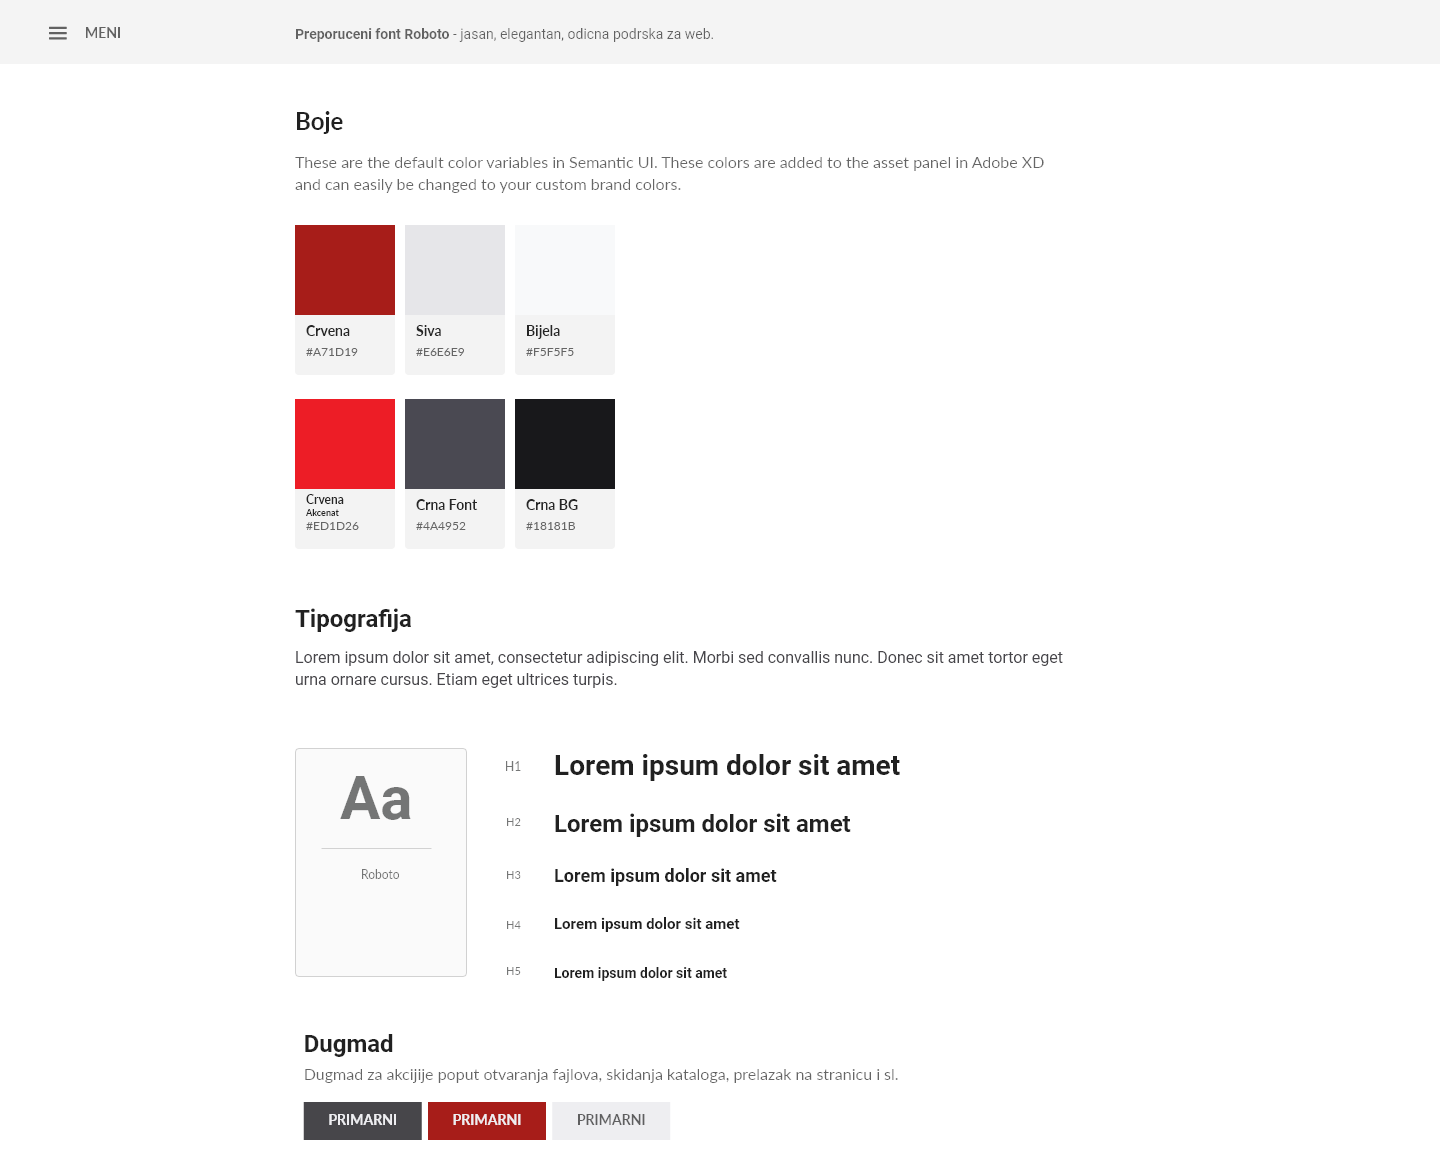 MENI
Preporuceni font Roboto - jasan, elegantan, odicna podrska za web.
Boje
These are the default color variables in Semantic UI. These colors are added to the asset panel in Adobe XD
and can easily be changed to your custom brand colors.
Crvena
#A71D19
Siva
#E6E6E9
Bijela
#F5F5F5
Crvena
Akcenat
#ED1D26
Crna Font
#4A4952
Crna BG
#18181B
Tipografija
Lorem ipsum dolor sit amet, consectetur adipiscing elit. Morbi sed convallis nunc. Donec sit amet tortor eget
urna ornare cursus. Etiam eget ultrices turpis.
Aa
Roboto
H1 Lorem ipsum dolor sit amet
H2 Lorem ipsum dolor sit amet
H3 Lorem ipsum dolor sit amet
H4 Lorem ipsum dolor sit amet
H5 Lorem ipsum dolor sit amet
Dugmad
Dugmad za akcijije poput otvaranja fajlova, skidanja kataloga, prelazak na stranicu i sl.
PRIMARNI PRIMARNI PRIMARNI